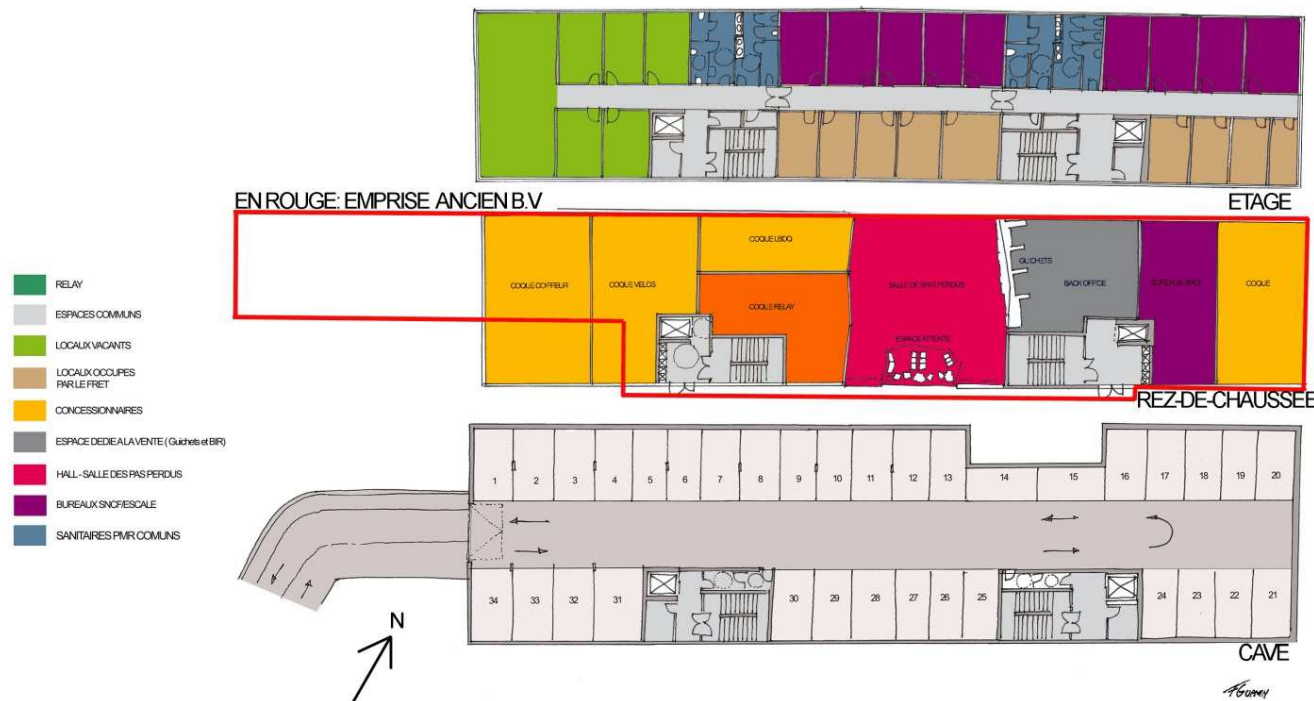 ETAGE
EN ROUGE: EMPRISE ANCIEN B.V
COQUE COIFFEUR
COQUE VELOS
COQUE LBDQ
COQUE RELAY
SALLE DE SPAS PERDUS
ESPACE ATTENTE
GUICHETS
BACK OFFICE
BUREAUX SNCF
COQUE
REZ-DE-CHAUSSEE
RELAY
ESPACES COMMUNS
LOCAUX VACANTS
LOCAUX OCCUPES
PAR LE FRET
CONCESSIONNAIRES
ESPACE DEDIE A LA VENTE ( Guichets et BIR)
HALL - SALLE DES PAS PERDUS
BUREAUX SNCF/ESCALE
SANITAIRES PMR COMUNS
1 2 3 4 5 6 7 8 9 10 11 12 13 14 15 16 17 18 19 20
34 33 32 31 30 29 28 27 26 25 24 23 22 21
N
CAVE